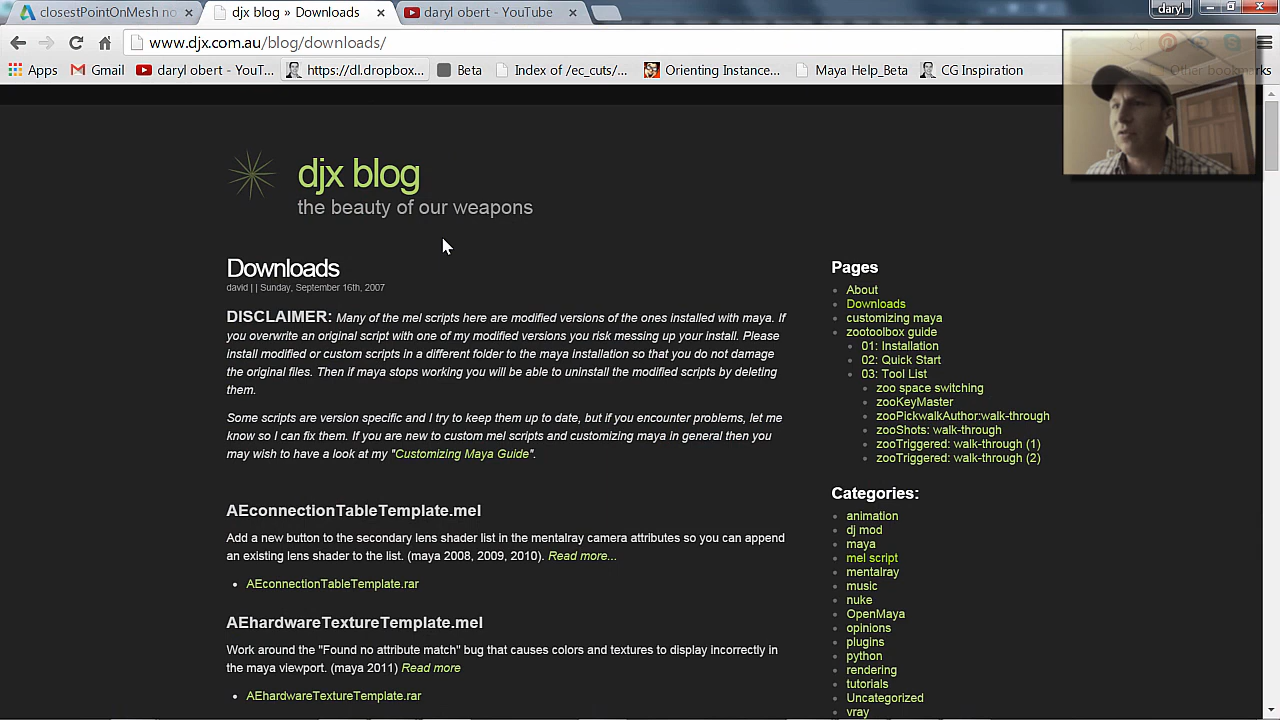 closestPointOnMesh no
djx blog » Downloads
daryl obert - YouTube
daryl
www.djx.com.au/blog/downloads/
Apps
Gmail
daryl obert - YouT...
https://dl.dropbox...
Beta
Index of /ec_cuts/...
Orienting Instance...
Maya Help_Beta
CG Inspiration
Other bookmarks
djx blog
the beauty of our weapons
Downloads
david | | Sunday, September 16th, 2007
DISCLAIMER: Many of the mel scripts here are modified versions of the ones installed with maya. If
you overwrite an original script with one of my modified versions you risk messing up your install. Please
install modified or custom scripts in a different folder to the maya installation so that you do not damage
the original files. Then if maya stops working you will be able to uninstall the modified scripts by deleting
them.
Some scripts are version specific and I try to keep them up to date, but if you encounter problems, let me
know so I can fix them. If you are new to custom mel scripts and customizing maya in general then you
may wish to have a look at my "Customizing Maya Guide".
AEconnectionTableTemplate.mel
Add a new button to the secondary lens shader list in the mentalray camera attributes so you can append
an existing lens shader to the list. (maya 2008, 2009, 2010). Read more...
AEconnectionTableTemplate.rar
AEhardwareTextureTemplate.mel
Work around the "Found no attribute match" bug that causes colors and textures to display incorrectly
in the maya viewport. (maya 2011) Read more
AEhardwareTextureTemplate.rar
Pages
About
Downloads
customizing maya
zootoolbox guide
01: Installation
02: Quick Start
03: Tool List
zoo space switching
zooKeyMaster
zooPickwalkAuthor:walk-through
zooShots: walk-through
zooTriggered: walk-through (1)
zooTriggered: walk-through (2)
Categories:
animation
dj mod
maya
mel script
mentalray
music
nuke
OpenMaya
opinions
plugins
python
rendering
tutorials
Uncategorized
vray